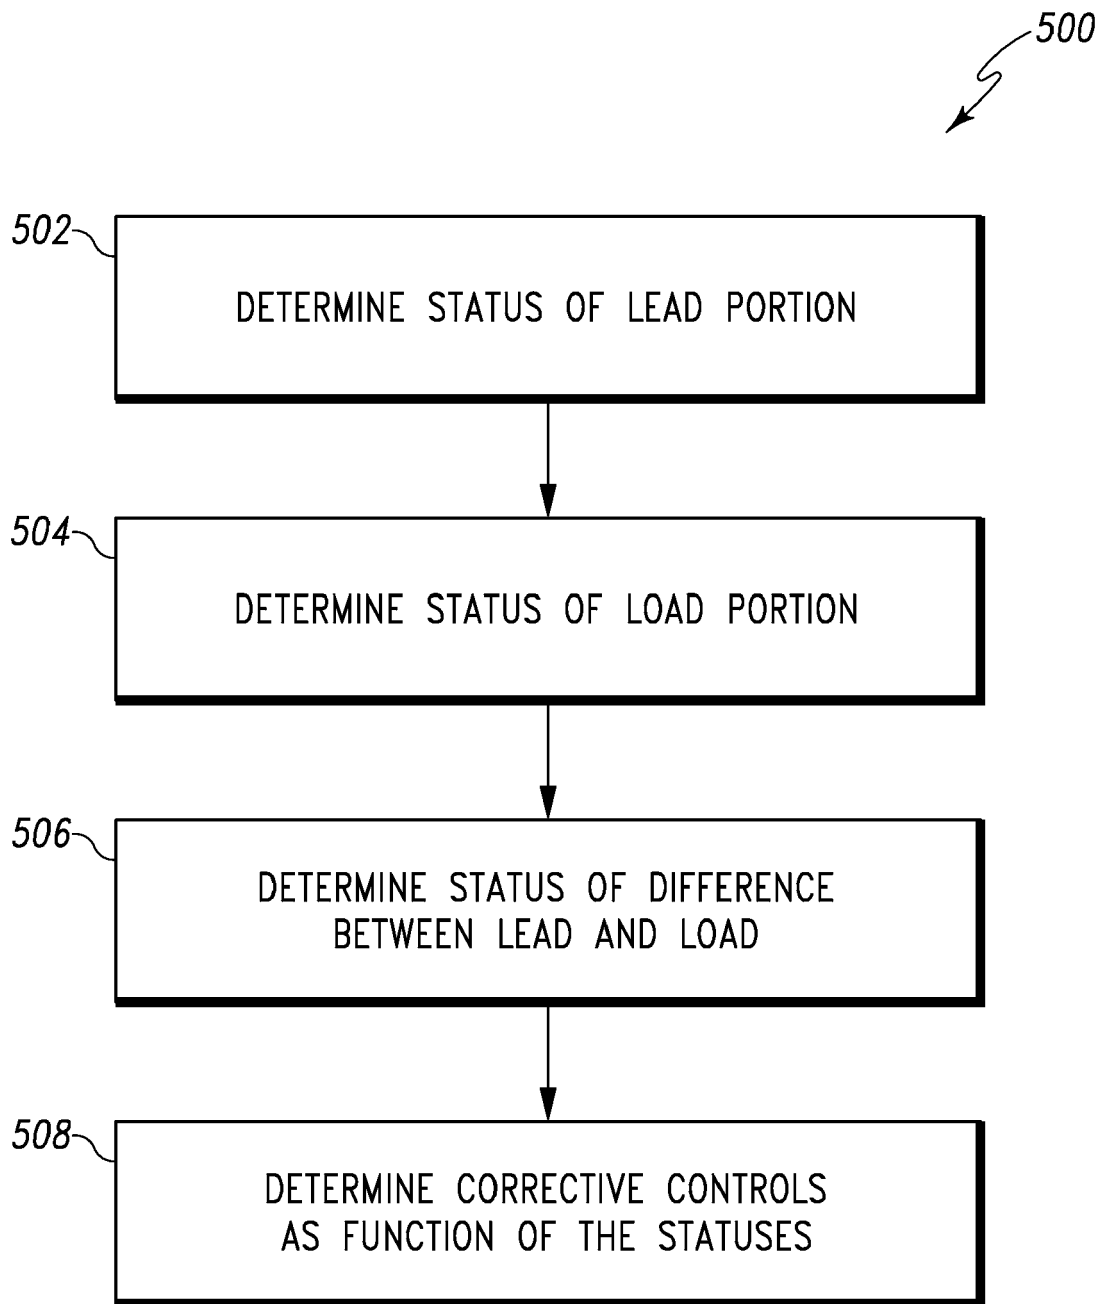 500
502
DETERMINE STATUS OF LEAD PORTION
504
DETERMINE STATUS OF LOAD PORTION
506
DETERMINE STATUS OF DIFFERENCE
BETWEEN LEAD AND LOAD
508
DETERMINE CORRECTIVE CONTROLS
AS FUNCTION OF THE STATUSES